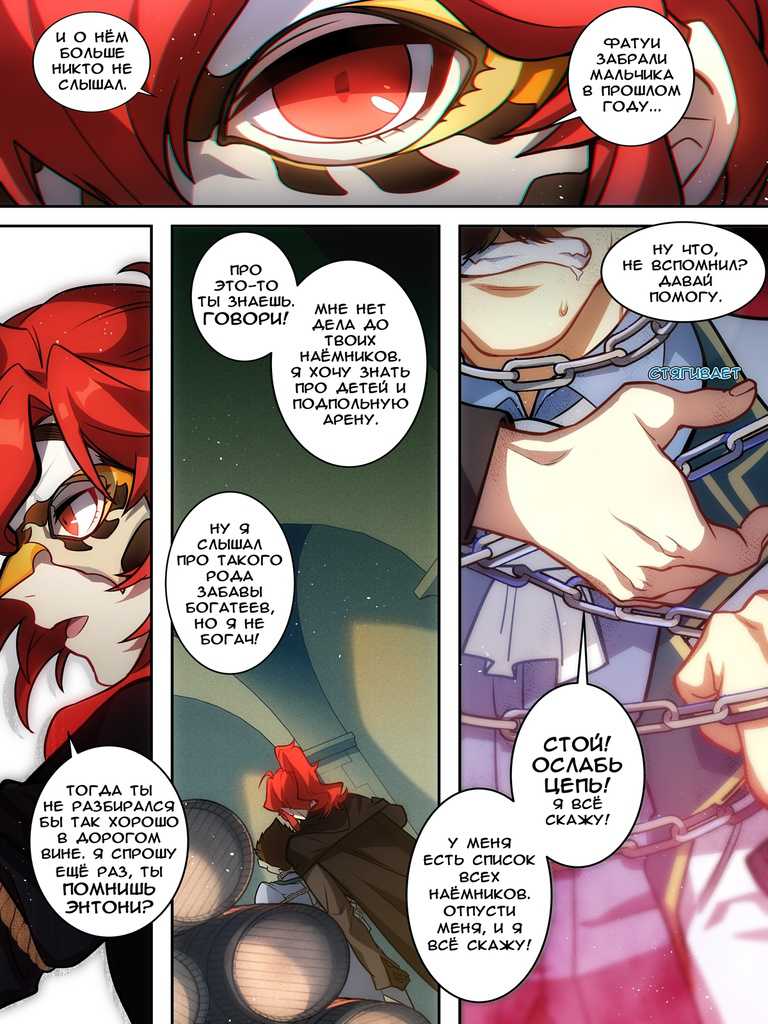 ФАТУИ
ЗАБРАЛИ
МАЛЬЧИКА
В ПРОШЛОМ
ГОДУ...
И О НЁМ
БОЛЬШЕ
НИКТО НЕ
СЛЫШАЛ.
НУ ЧТО,
НЕ ВСПОМНИЛ?
ДАВАЙ
ПОМОГУ.
СТЯГИВАЕТ
СТОЙ!
ОСЛАБЬ
ЦЕПЬ!
Я ВСЁ
СКАЖУ!
У МЕНЯ
ЕСТЬ СПИСОК
ВСЕХ
НАЁМНИКОВ.
ОТПУСТИ
МЕНЯ, И Я
ВСЁ СКАЖУ!
МНЕ НЕТ
ДЕЛА ДО
ТВОИХ
НАЁМНИКОВ.
Я ХОЧУ ЗНАТЬ
ПРО ДЕТЕЙ И
ПОДПОЛЬНУЮ
АРЕНУ.
ПРО
ЭТО-ТО
ТЫ ЗНАЕШЬ.
ГОВОРИ!
НУ Я
СЛЫШАЛ
ПРО ТАКОГО
РОДА
ЗАБАВЫ
БОГАТЕЕВ,
НО Я НЕ
БОГАЧ!
ТОГДА ТЫ
НЕ РАЗБИРАЛСЯ
БЫ ТАК ХОРОШО
В ДОРОГОМ
ВИНЕ. Я СПРОШУ
ЕЩЁ РАЗ, ТЫ
ПОМНИШЬ
ЭНТОНИ?